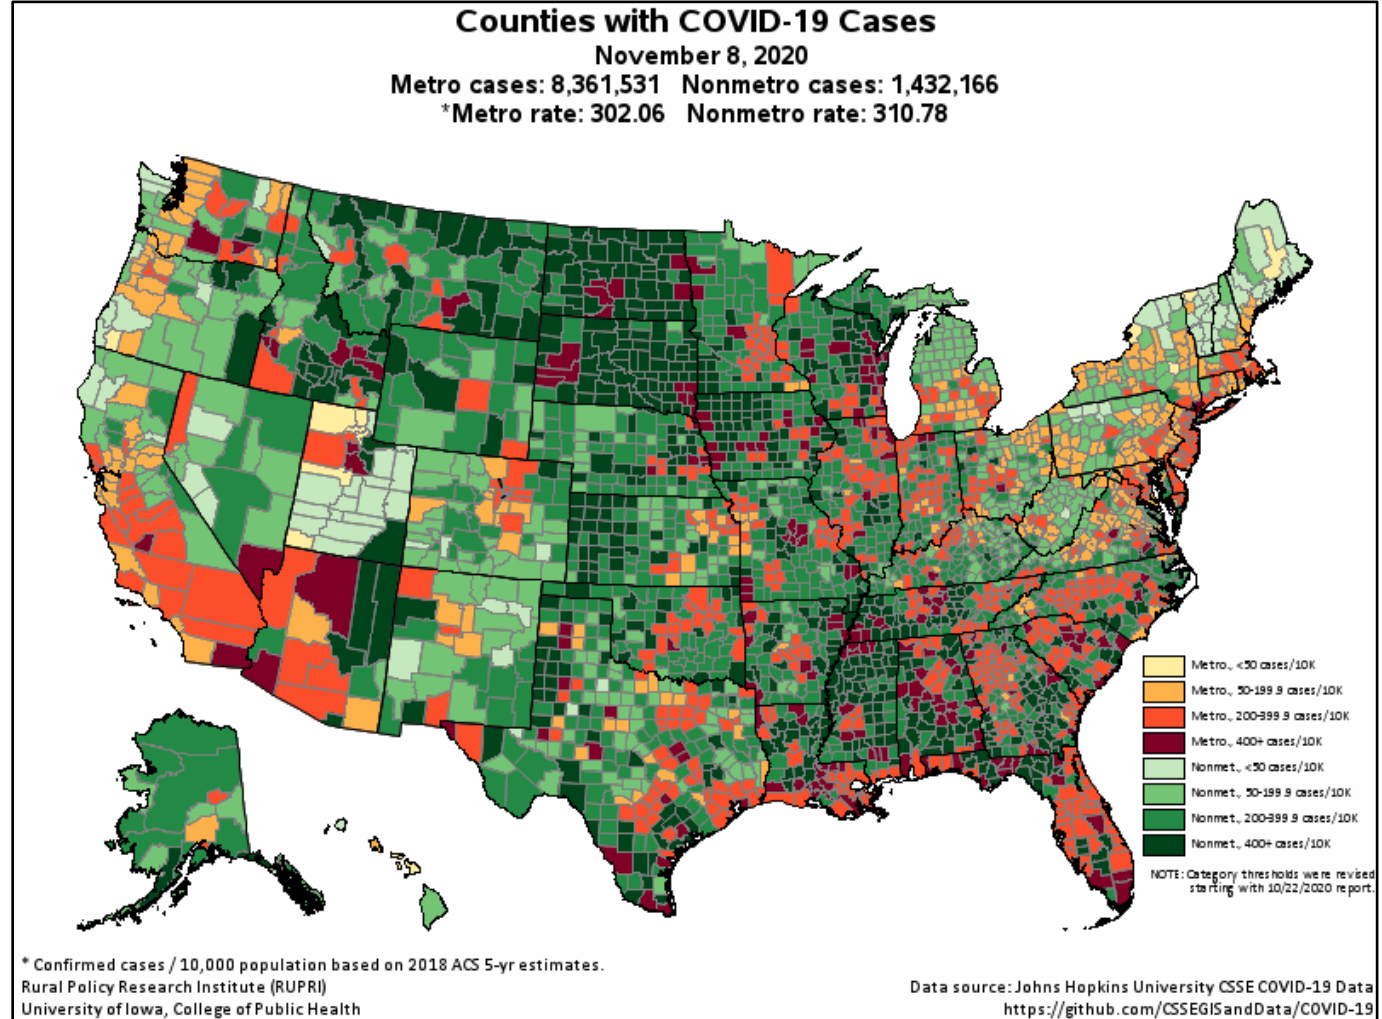 Counties with COVID-19 Cases
November 8, 2020
Metro cases: 8,361,531 Nonmetro cases: 1,432,166
*Metro rate: 302.06 Nonmetro rate: 310.78
Metro., <50 cases/10K
Metro., 50-199.9 cases/10K
Metro., 200-399.9 cases/10K
Metro., 400+ cases/10K
Nonmet., <50 cases/10K
Nonmet., 50-199.9 cases/10K
Nonmet., 200-399.9 cases/10K
Nonmet., 400+ cases/10K
NOTE: Category thresholds were revised
starting with 10/22/2020 report.
* Confirmed cases / 10,000 population based on 2018 ACS 5-yr estimates.
Rural Policy Research Institute (RUPRI)
University of Iowa, College of Public Health
Data source: Johns Hopkins University CSSE COVID-19 Data
https://github.com/CSSEGISandData/COVID-19